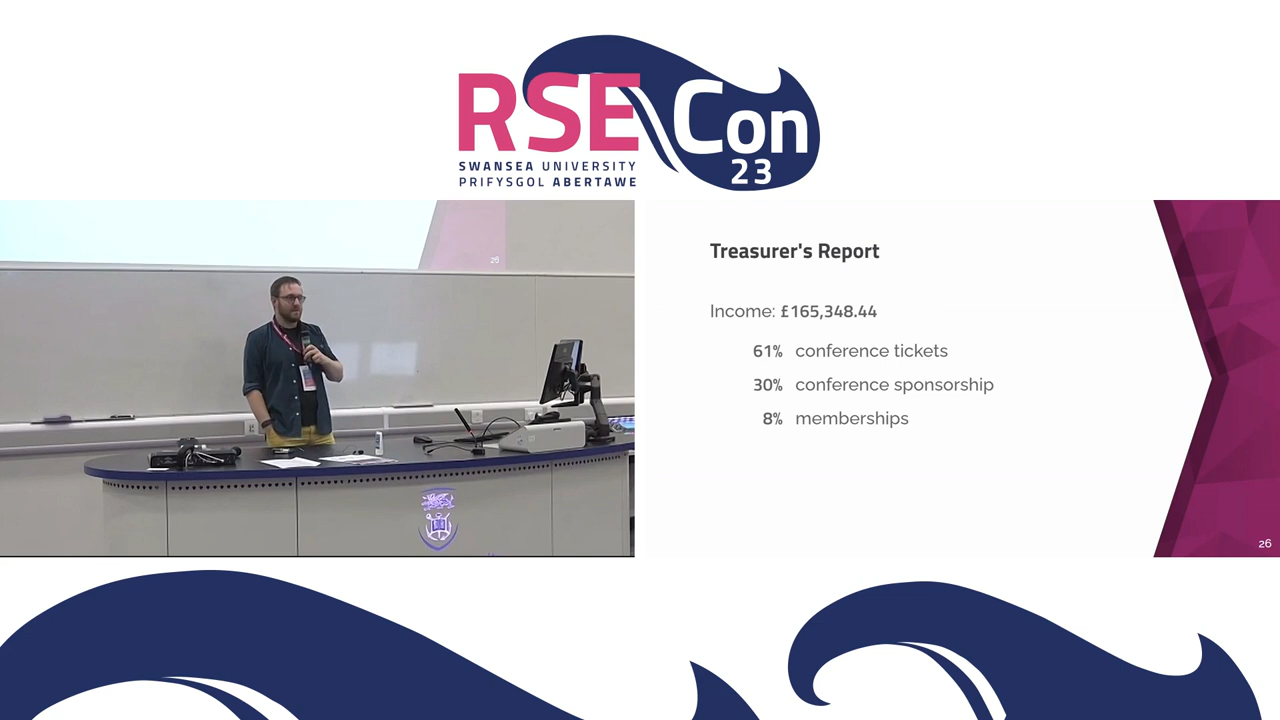 RSE Con
23
SWANSEA UNIVERSITY
PRIFYSGOL ABERTAWE
26
Treasurer's Report
Income: £165,348.44
61% conference tickets
30% conference sponsorship
8% memberships
26